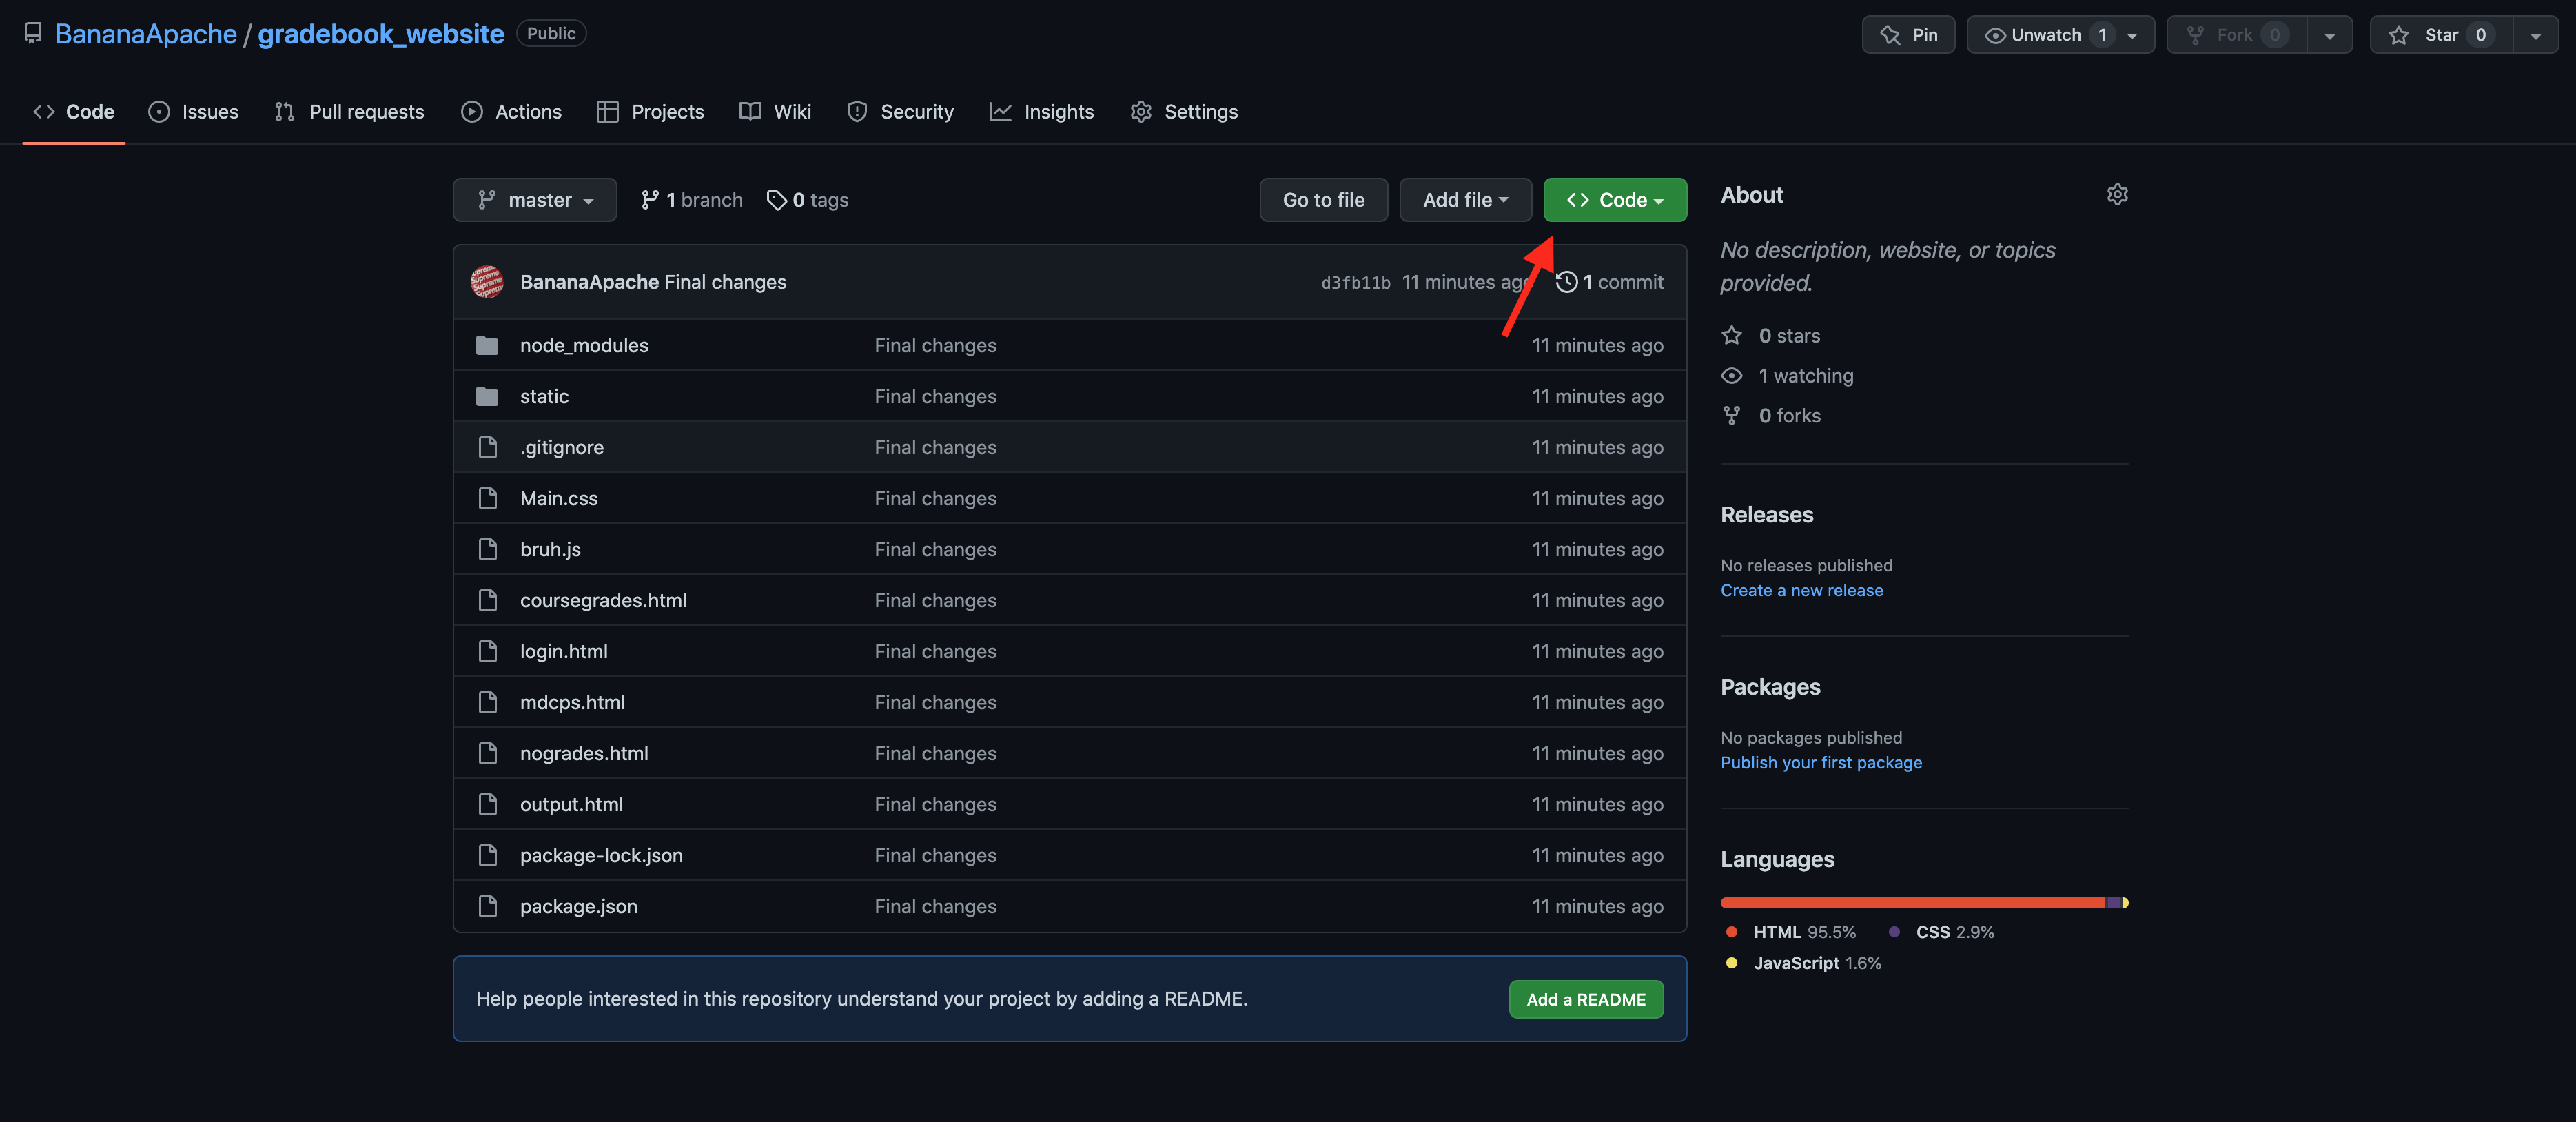 BananaApache / gradebook_website Public
Pin Unwatch 1 Fork 0 Star 0
Code Issues Pull requests Actions Projects Wiki Security Insights Settings
master 1 branch 0 tags Go to file Add file Code
BananaApache Final changes d3fb11b 11 minutes ago 1 commit
node_modules Final changes 11 minutes ago
static Final changes 11 minutes ago
.gitignore Final changes 11 minutes ago
Main.css Final changes 11 minutes ago
bruh.js Final changes 11 minutes ago
coursegrades.html Final changes 11 minutes ago
login.html Final changes 11 minutes ago
mdcps.html Final changes 11 minutes ago
nogrades.html Final changes 11 minutes ago
output.html Final changes 11 minutes ago
package-lock.json Final changes 11 minutes ago
package.json Final changes 11 minutes ago
Help people interested in this repository understand your project by adding a README. Add a README
About
No description, website, or topics
provided.
0 stars
1 watching
0 forks
Releases
No releases published
Create a new release
Packages
No packages published
Publish your first package
Languages
HTML 95.5% CSS 2.9%
JavaScript 1.6%